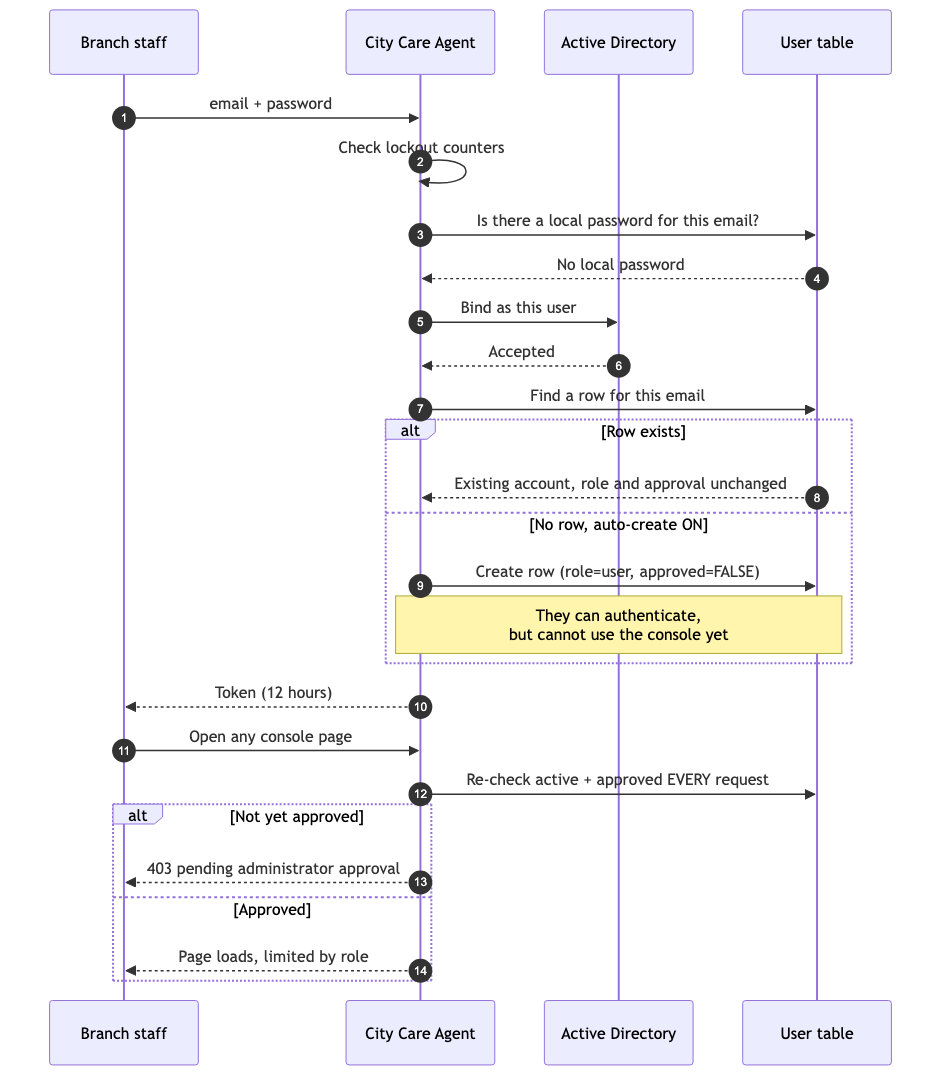 Branch staff
City Care Agent
Active Directory
User table
email + password
1
Check lockout counters
2
Is there a local password for this email?
3
No local password
4
Bind as this user
5
Accepted
6
Find a row for this email
7
alt
[Row exists]
Existing account, role and approval unchanged
8
[No row, auto-create ON]
Create row (role=user, approved=FALSE)
9
They can authenticate,
but cannot use the console yet
Token (12 hours)
10
Open any console page
11
Re-check active + approved EVERY request
12
alt
[Not yet approved]
403 pending administrator approval
13
[Approved]
Page loads, limited by role
14
Branch staff
City Care Agent
Active Directory
User table